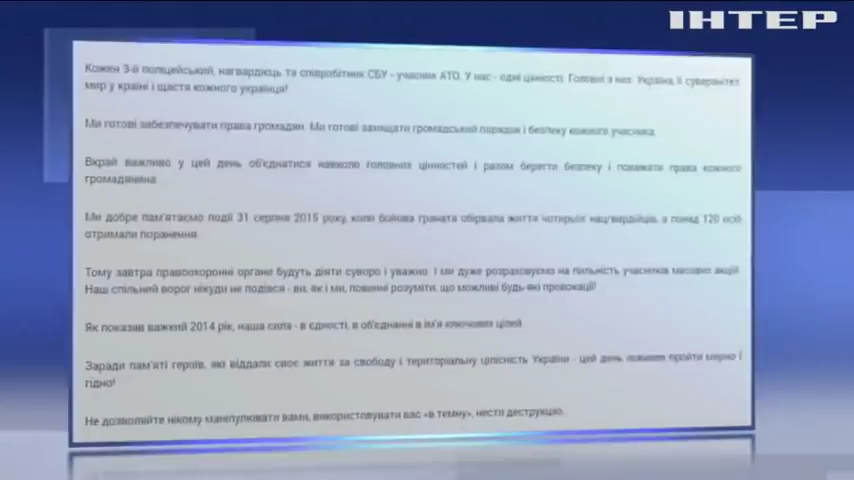 ІНТЕР
Кожен 3-й поліцейський, нагвардієць та співробітник СБУ - учасник АТО. У нас - одні цінності. Головні з них: Україна, її суверенітет,
мир у країні і щастя кожного українця!
Ми готові забезпечувати права громадян. Ми готові захищати громадський порядок і безпеку кожного учасника.
Вкрай важливо у цей день об'єднатися навколо головних цінностей і разом берегти безпеку і поважати права кожного
громадянина.
Ми добре пам'ятаємо події 31 серпня 2015 року, коли бойова граната обірвала життя чотирьох нацгвардійців, а понад 120 осіб
отримали поранення.
Тому завтра правоохоронні органи будуть діяти суворо і уважно. І ми дуже розраховуємо на пильність учасників масових акцій.
Наш спільний ворог нікуди не подівся - ви, як і ми, повинні розуміти, що можливі будь-які провокації!
Як показав важкий 2014 рік, наша сила - в єдності, в об'єднанні в ім'я ключових цілей.
Заради пам'яті героїв, які віддали своє життя за свободу і територіальну цілісність України - цей день повинен пройти мирно і
гідно!
Не дозволяйте нікому маніпулювати вами, використовувати вас «в темну», нести деструкцію.